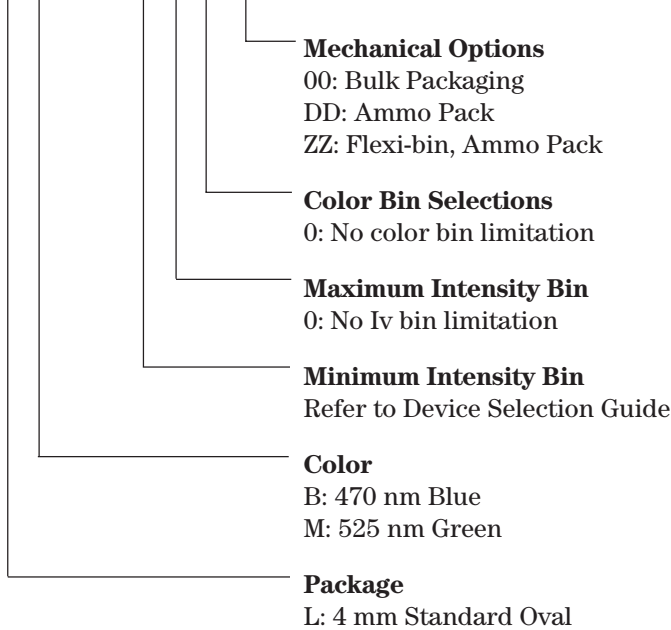 Mechanical Options
00: Bulk Packaging
DD: Ammo Pack
ZZ: Flexi-bin, Ammo Pack
Color Bin Selections
0: No color bin limitation
Maximum Intensity Bin
0: No Iv bin limitation
Minimum Intensity Bin
Refer to Device Selection Guide
Color
B: 470 nm Blue
M: 525 nm Green
Package
L: 4 mm Standard Oval